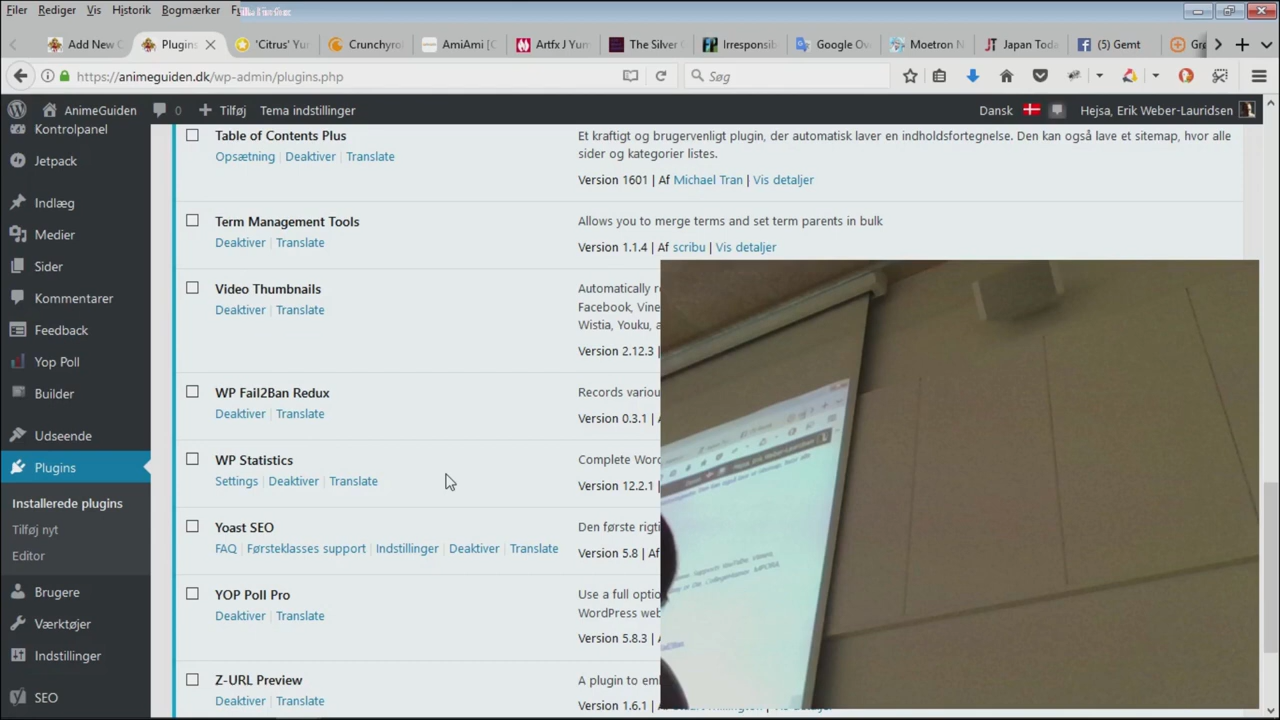 Filer Rediger Vis Historik Bogmærker
Add New
Plugins
'Citrus' Yu
Crunchyro
AmiAmi [C
Artfx J Yum
The Silver
Irresponsib
Google Ov
Moetron N
Japan Toda
(5) Gemt
Gr
https://animeguiden.dk/wp-admin/plugins.php
Søg
AnimeGuiden 0 Tilføj Tema indstillinger
Dansk Hejsa, Erik Weber-Lauridsen
Kontrolpanel
Jetpack
Indlæg
Medier
Sider
Kommentarer
Feedback
Yop Poll
Builder
Udseende
Plugins
Installerede plugins
Tilføj nyt
Editor
Brugere
Værktøjer
Indstillinger
SEO
Table of Contents Plus
Opsætning | Deaktiver | Translate
Et kraftigt og brugervenligt plugin, der automatisk laver en indholdsfortegnelse. Den kan også lave et sitemap, hvor alle
sider og kategorier listes.
Version 1601 | Af Michael Tran | Vis detaljer
Term Management Tools
Deaktiver | Translate
Allows you to merge terms and set term parents in bulk
Version 1.1.4 | Af scribu | Vis detaljer
Video Thumbnails
Deaktiver | Translate
Automatically r
Facebook, Vine
Wistia, Youku, a
Version 2.12.3 |
WP Fail2Ban Redux
Deaktiver | Translate
Records variou
Version 0.3.1 |
WP Statistics
Settings | Deaktiver | Translate
Complete Word
Version 12.2.1
Yoast SEO
FAQ | Førsteklasses support | Indstillinger | Deaktiver | Translate
Den første rigti
Version 5.8 | A
YOP Poll Pro
Deaktiver | Translate
Use a full optio
WordPress web
Version 5.8.3 |
Z-URL Preview
Deaktiver | Translate
A plugin to emb
Version 1.6.1 |